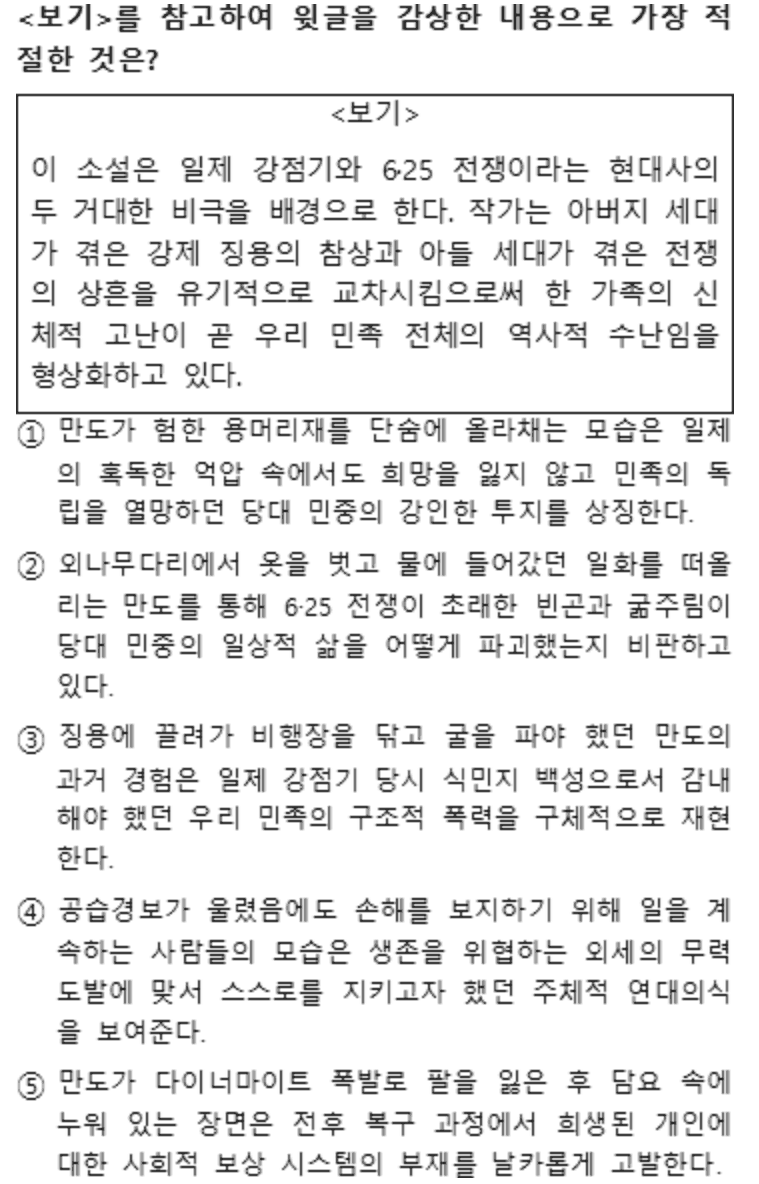 <보기>를 참고하여 윗글을 감상한 내용으로 가장 적
절한 것은?
<보기>
이 소설은 일제 강점기와 6·25 전쟁이라는 현대사의
두 거대한 비극을 배경으로 한다. 작가는 아버지 세대
가 겪은 강제 징용의 참상과 아들 세대가 겪은 전쟁
의 상흔을 유기적으로 교차시킴으로써 한 가족의 신
체적 고난이 곧 우리 민족 전체의 역사적 수난임을
형상화하고 있다.
① 만도가 험한 용머리재를 단숨에 올라채는 모습은 일제
의 혹독한 억압 속에서도 희망을 잃지 않고 민족의 독
립을 열망하던 당대 민중의 강인한 투지를 상징한다.
② 외나무다리에서 옷을 벗고 물에 들어갔던 일화를 떠올
리는 만도를 통해 6·25 전쟁이 초래한 빈곤과 굶주림이
당대 민중의 일상적 삶을 어떻게 파괴했는지 비판하고
있다.
③ 징용에 끌려가 비행장을 닦고 굴을 파야 했던 만도의
과거 경험은 일제 강점기 당시 식민지 백성으로서 감내
해야 했던 우리 민족의 구조적 폭력을 구체적으로 재현
한다.
④ 공습경보가 울렸음에도 손해를 보지하기 위해 일을 계
속하는 사람들의 모습은 생존을 위협하는 외세의 무력
도발에 맞서 스스로를 지키고자 했던 주체적 연대의식
을 보여준다.
⑤ 만도가 다이너마이트 폭발로 팔을 잃은 후 담요 속에
누워 있는 장면은 전후 복구 과정에서 희생된 개인에
대한 사회적 보상 시스템의 부재를 날카롭게 고발한다.